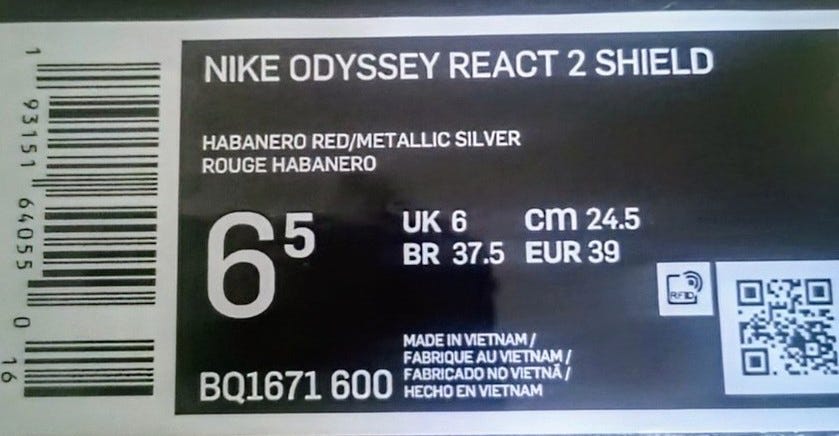 NIKE ODYSSEY REACT 2 SHIELD
HABANERO RED/METALLIC SILVER
ROUGE HABANERO
6 5
UK 6 cm 24.5
BR 37.5 EUR 39
RFID
MADE IN VIETNAM /
FABRIQUE AU VIETNAM /
FABRICADO NO VIETNÃ /
HECHO EN VIETNAM
BQ1671 600
1 93151 64055 0 16